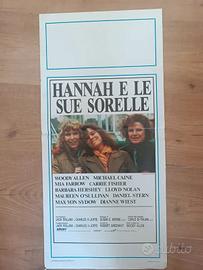 HANNAH E LE
SUE SORELLE
WOODY ALLEN MICHAEL CAINE
MIA FARROW CARRIE FISHER
BARBARA HERSHEY LLOYD NOLAN
MAUREEN O'SULLIVAN DANIEL STERN
MAX VON SYDOW DIANNE WIEST
subito